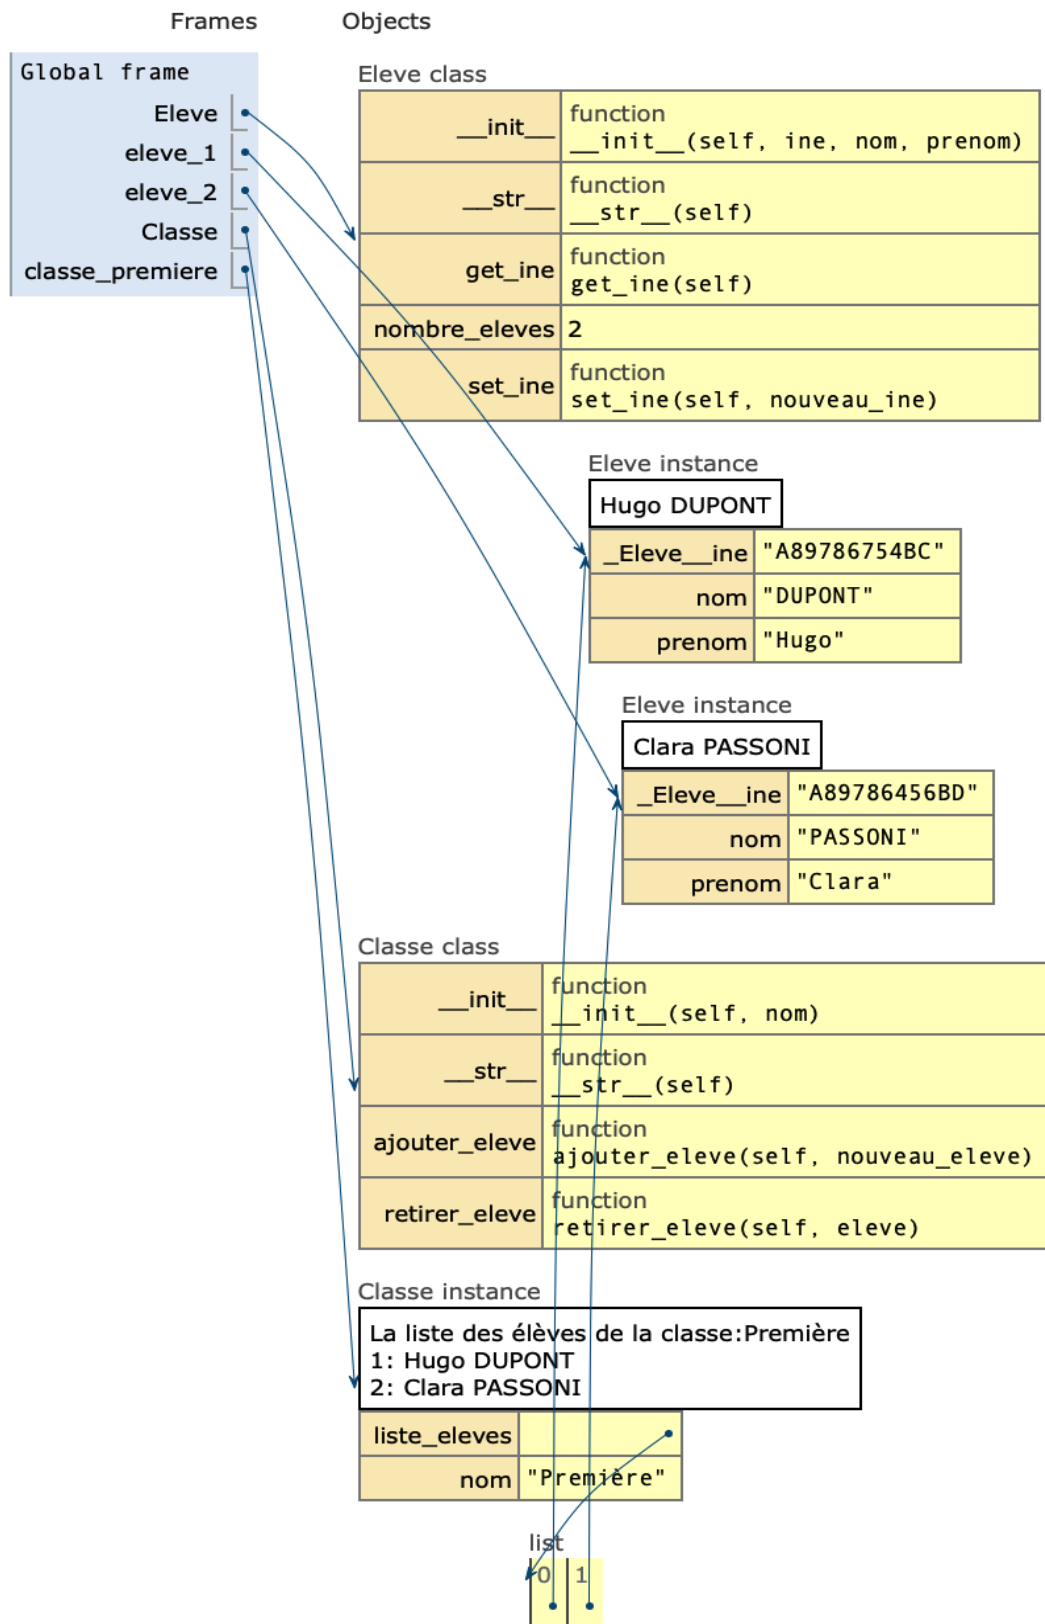 Frames Objects
Global frame
Eleve
eleve_1
eleve_2
Classe
classe_premiere
Eleve class
__init__ function
__init__(self, ine, nom, prenom)
__str__ function
__str__(self)
get_ine function
get_ine(self)
nombre_eleves 2
set_ine function
set_ine(self, nouveau_ine)
Eleve instance
Hugo DUPONT
_Eleve__ine "A89786754BC"
nom "DUPONT"
prenom "Hugo"
Eleve instance
Clara PASSONI
_Eleve__ine "A89786456BD"
nom "PASSONI"
prenom "Clara"
Classe class
__init__ function
__init__(self, nom)
__str__ function
__str__(self)
ajouter_eleve function
ajouter_eleve(self, nouveau_eleve)
retirer_eleve function
retirer_eleve(self, eleve)
Classe instance
La liste des élèves de la classe:Première
1: Hugo DUPONT
2: Clara PASSONI
liste_eleves
nom "Première"
list
0 1